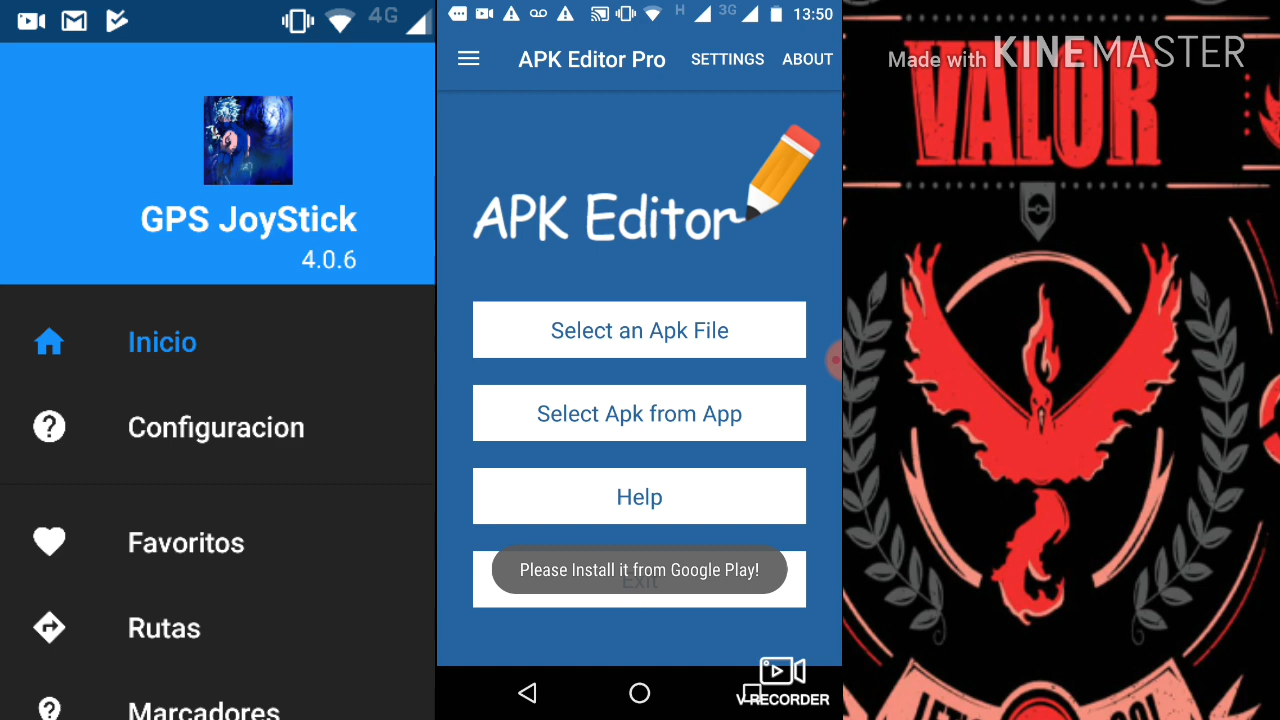 4G
GPS JoyStick
4.0.6
Inicio
Configuracion
Favoritos
Rutas
Marcadores
H
3G
13:50
APK Editor Pro
SETTINGS
ABOUT
APK Editor
Select an Apk File
Select Apk from App
Help
Exit
Please Install it from Google Play!
V RECORDER
Made with KINEMASTER
VALOR